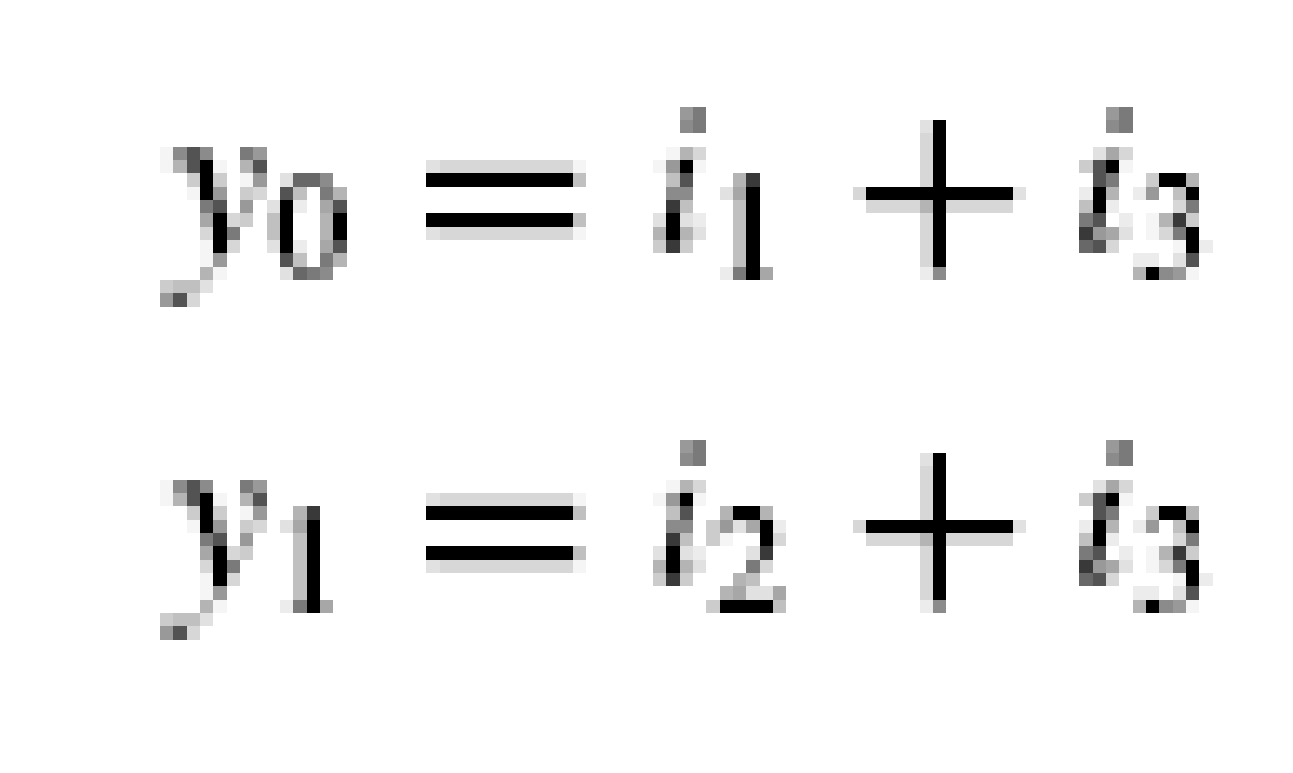 y₀ = i₁ + i₃
y₁ = i₂ + i₃